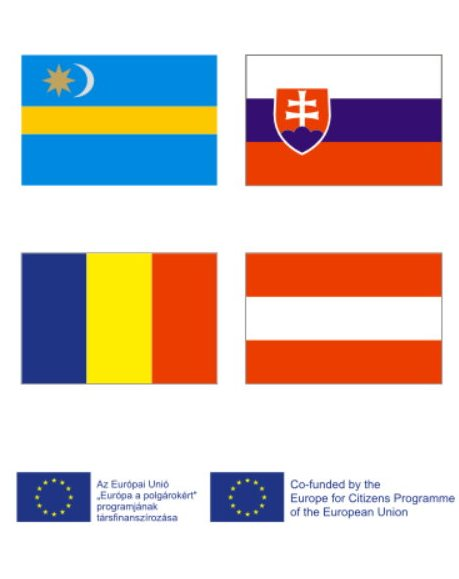 Az Európai Unió
„Európa a polgárokért"
programjának
társfinanszírozása
Co-funded by the
Europe for Citizens Programme
of the European Union